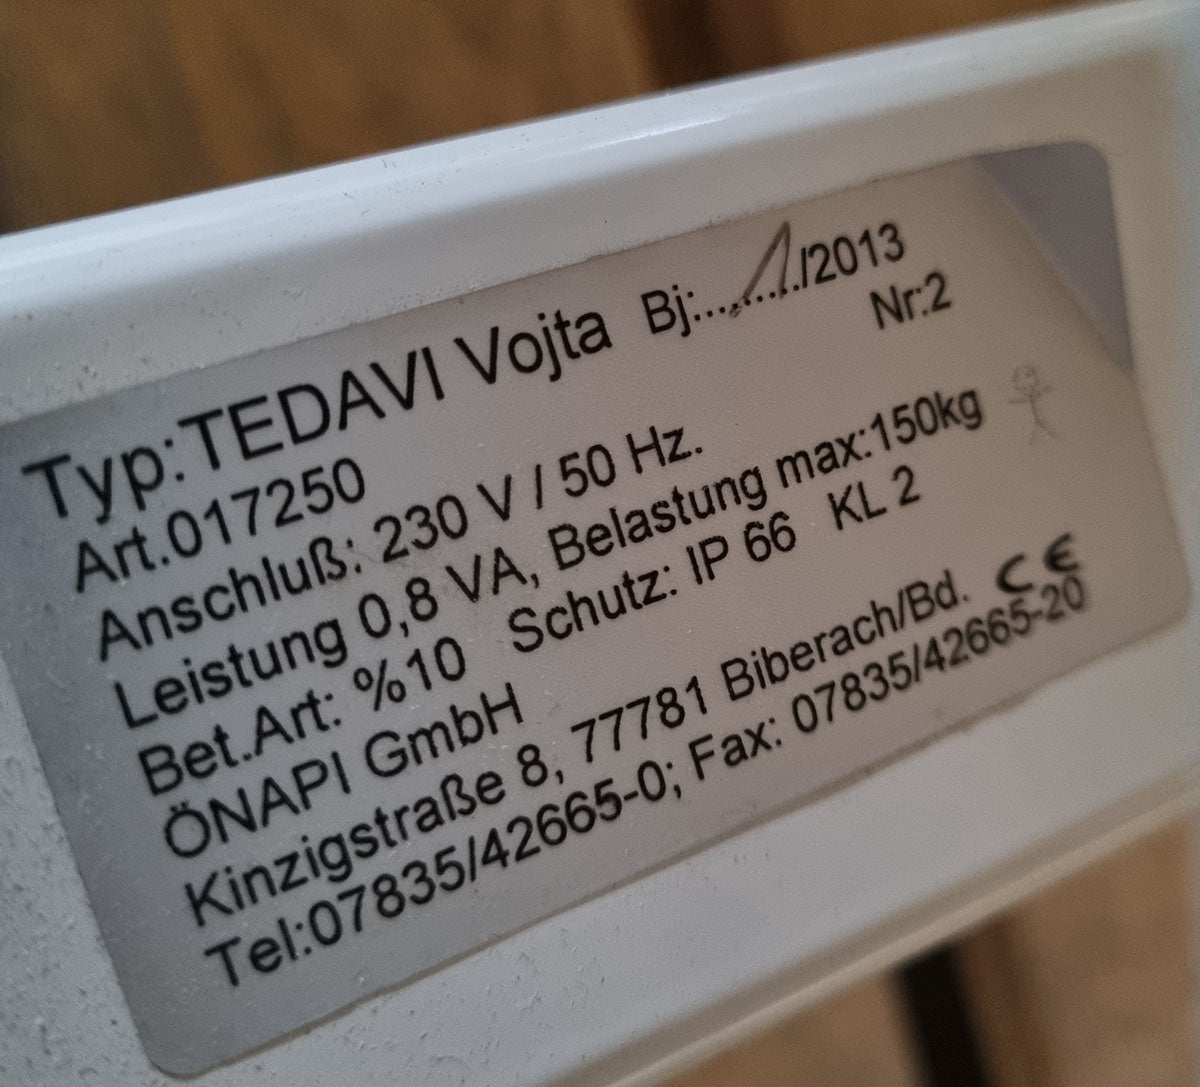 Typ:TEDAVI Vojta Bj:....1./2013
Art.017250 Nr:2
Anschluß: 230 V / 50 Hz.
Leistung 0,8 VA, Belastung max:150kg
Bet.Art: %10 Schutz: IP 66 KL 2
ÖNAPI GmbH
Kinzigstraße 8, 77781 Biberach/Bd. CE
Tel:07835/42665-0; Fax: 07835/42665-20